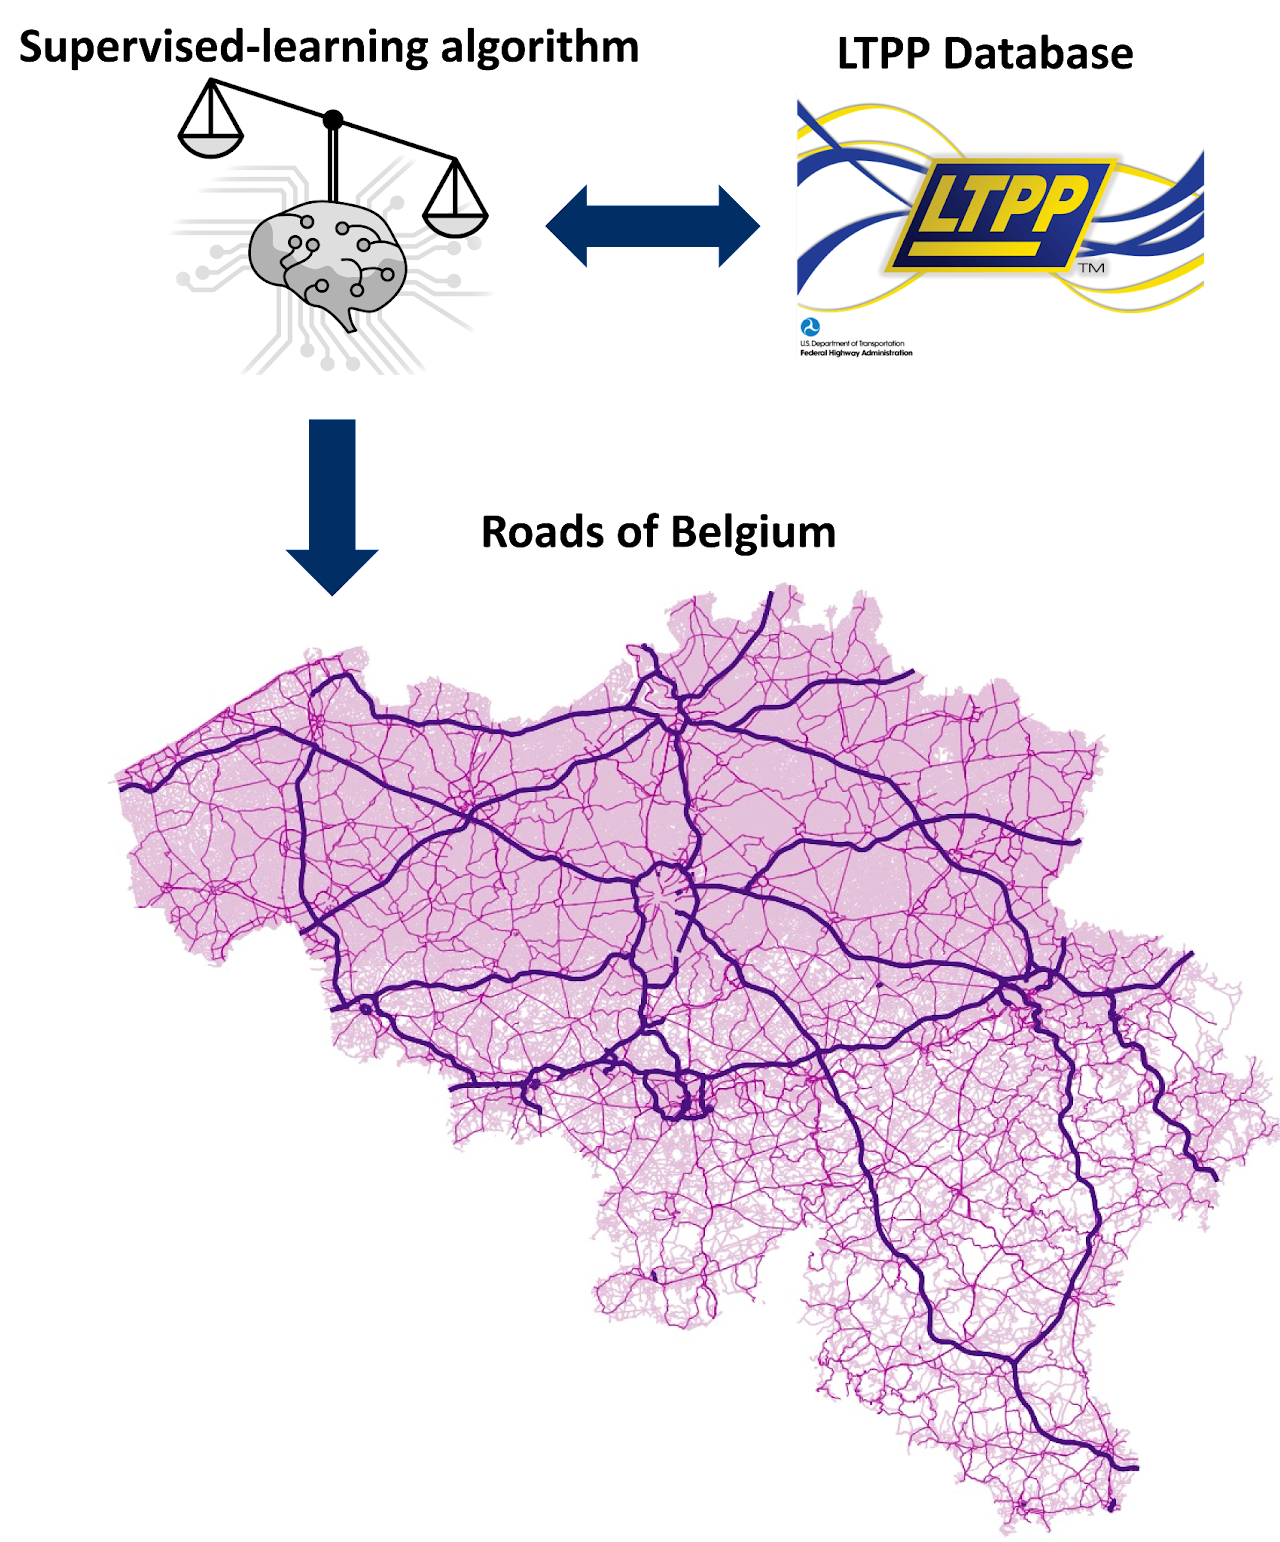 Supervised-learning algorithm
LTPP Database
LTPP
TM
U.S. Department of Transportation
Federal Highway Administration
Roads of Belgium